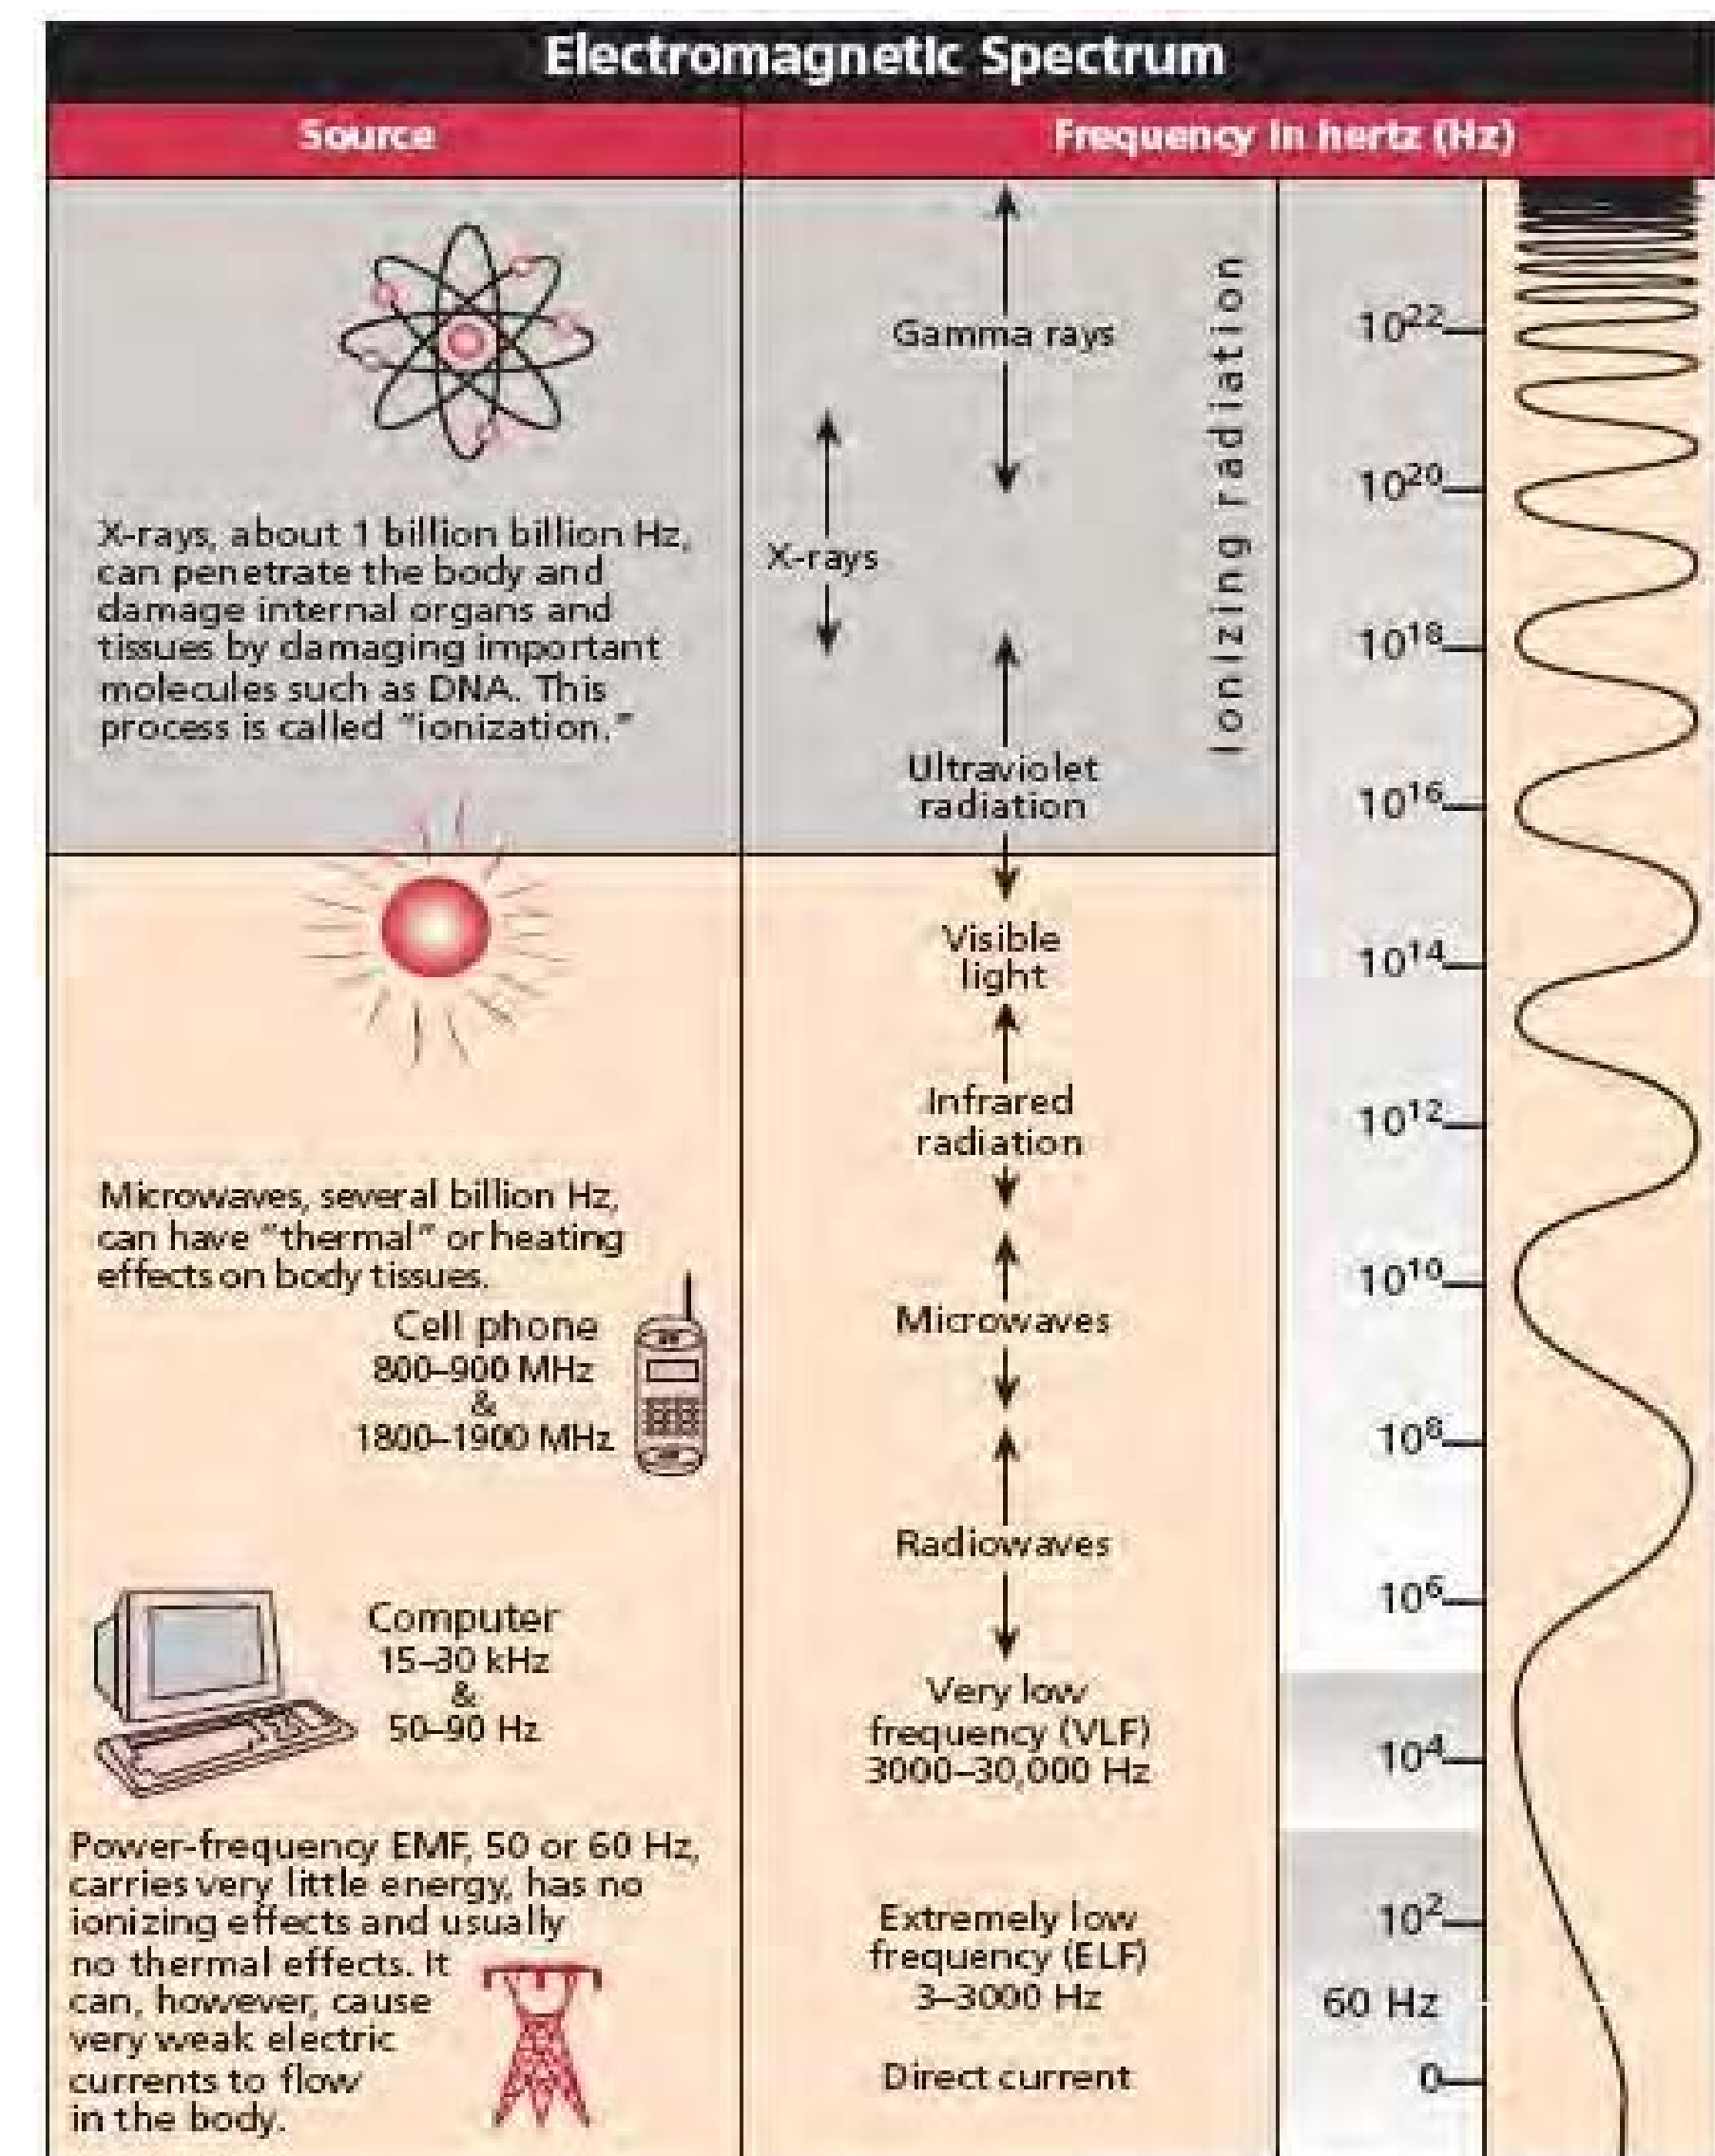 Electromagnetic Spectrum
Source
Frequency in hertz (Hz)
X-rays, about 1 billion billion Hz,
can penetrate the body and
damage internal organs and
tissues by damaging important
molecules such as DNA. This
process is called "ionization."
Microwaves, several billion Hz,
can have "thermal" or heating
effects on body tissues.
Cell phone
800–900 MHz
&
1800–1900 MHz
Computer
15–30 kHz
&
50–90 Hz
Power-frequency EMF, 50 or 60 Hz,
carries very little energy, has no
ionizing effects and usually
no thermal effects. It
can, however, cause
very weak electric
currents to flow
in the body.
Gamma rays
X-rays
Ultraviolet
radiation
Ionizing radiation
Visible
light
Infrared
radiation
Microwaves
Radiowaves
Very low
frequency (VLF)
3000–30,000 Hz
Extremely low
frequency (ELF)
3–3000 Hz
Direct current
10²²
10²⁰
10¹⁸
10¹⁶
10¹⁴
10¹²
10¹⁰
10⁸
10⁶
10⁴
10²
60 Hz
0